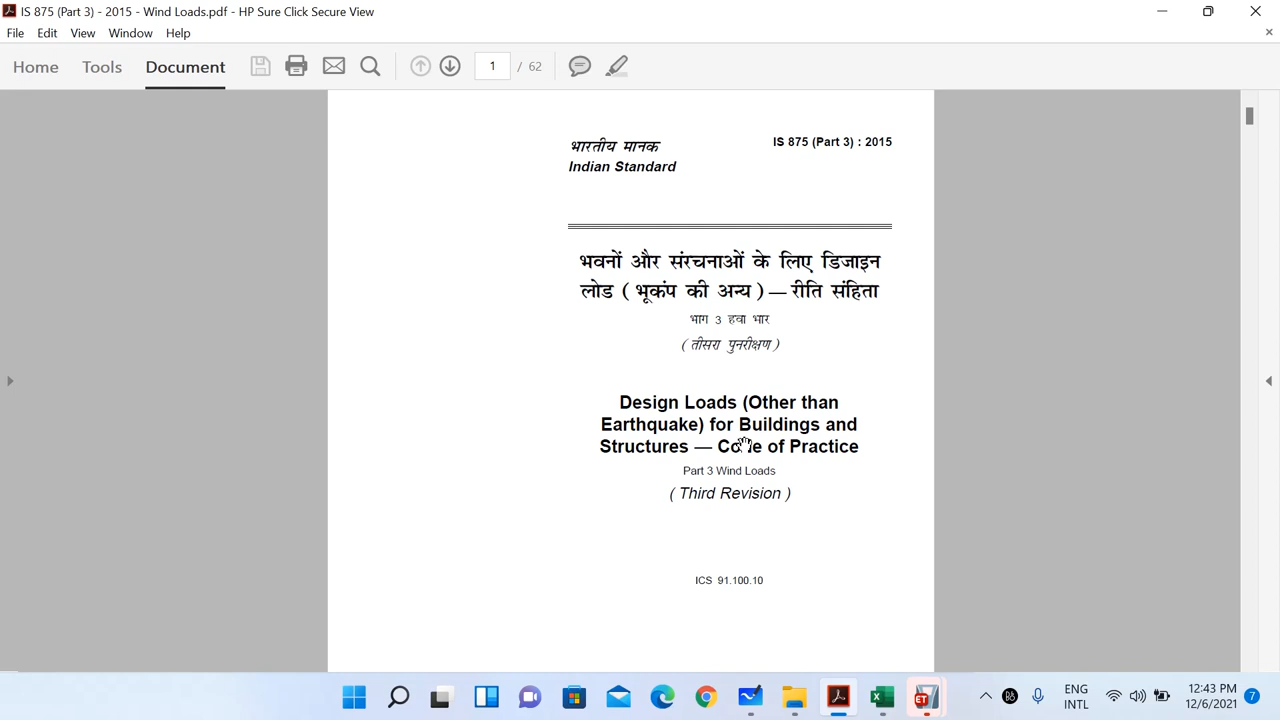 IS 875 (Part 3) - 2015 - Wind Loads.pdf - HP Sure Click Secure View
File Edit View Window Help
Home Tools Document 1 / 62
भारतीय मानक
Indian Standard
IS 875 (Part 3) : 2015
भवनों और संरचनाओं के लिए डिजाइन
लोड ( भूकंप की अन्य ) — रीति संहिता
भाग 3 हवा भार
( तीसरा पुनरीक्षण )
Design Loads (Other than
Earthquake) for Buildings and
Structures — Code of Practice
Part 3 Wind Loads
( Third Revision )
ICS 91.100.10
ET
ENG
INTL
12:43 PM
12/6/2021
7